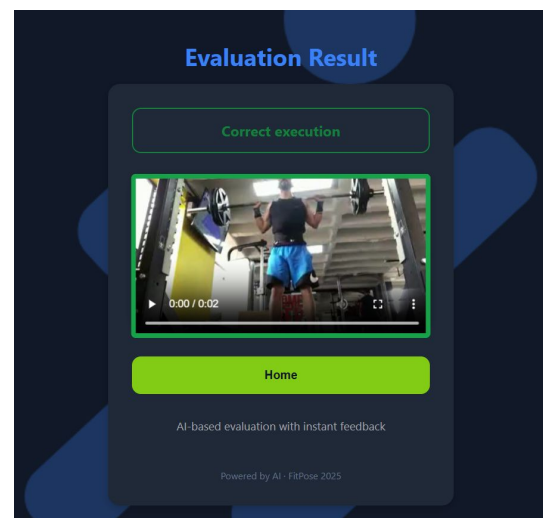 Evaluation Result
Correct execution
0:00 / 0:02
Home
AI-based evaluation with instant feedback
Powered by AI · FitPose 2025